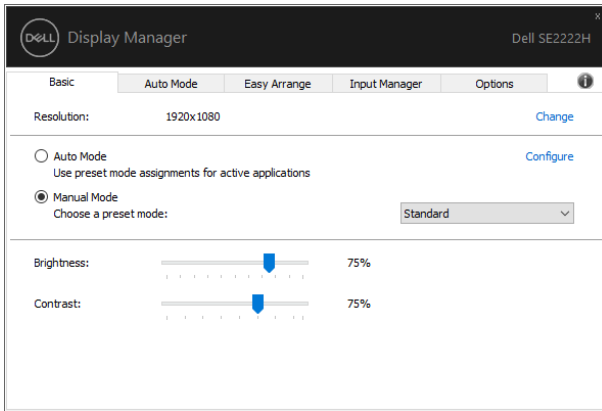 x
DELL Display Manager Dell SE2222H
Basic Auto Mode Easy Arrange Input Manager Options i
Resolution: 1920x1080 Change
Auto Mode Configure
Use preset mode assignments for active applications
Manual Mode
Choose a preset mode: Standard
Brightness: 75%
Contrast: 75%